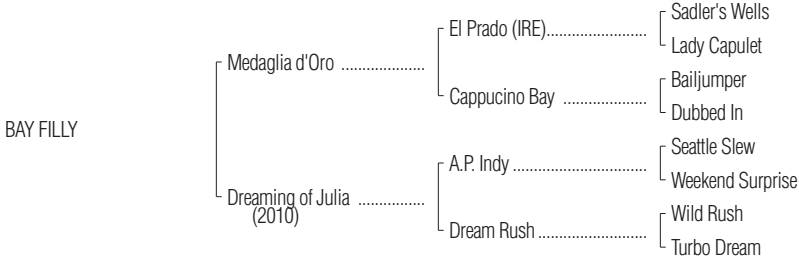 Sadler's Wells
El Prado (IRE)........................
Lady Capulet
Medaglia d'Oro ....................
Bailjumper
Cappucino Bay ....................
Dubbed In
BAY FILLY
Seattle Slew
A.P. Indy ................................
Weekend Surprise
Dreaming of Julia ................
(2010)
Wild Rush
Dream Rush ..........................
Turbo Dream